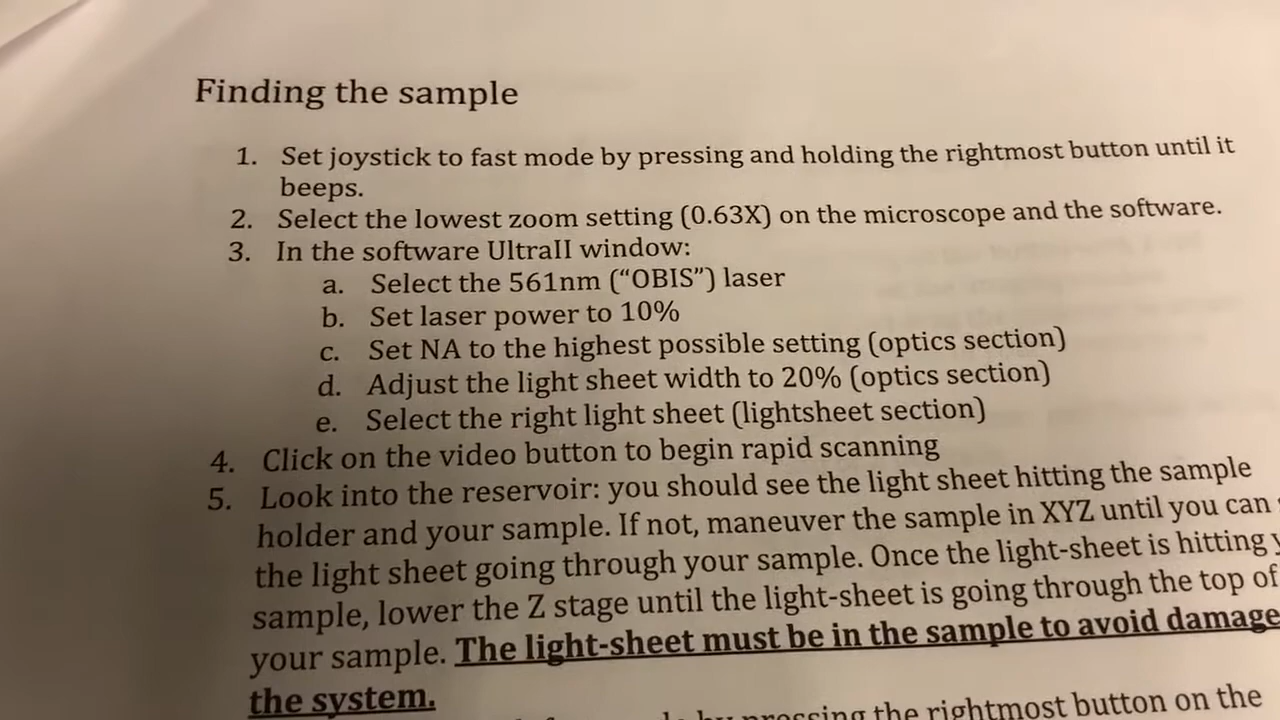 Finding the sample
1. Set joystick to fast mode by pressing and holding the rightmost button until it
beeps.
2. Select the lowest zoom setting (0.63X) on the microscope and the software.
3. In the software UltraII window:
a. Select the 561nm (“OBIS”) laser
b. Set laser power to 10%
c. Set NA to the highest possible setting (optics section)
d. Adjust the light sheet width to 20% (optics section)
e. Select the right light sheet (lightsheet section)
4. Click on the video button to begin rapid scanning
5. Look into the reservoir: you should see the light sheet hitting the sample
holder and your sample. If not, maneuver the sample in XYZ until you can
the light sheet going through your sample. Once the light-sheet is hitting
sample, lower the Z stage until the light-sheet is going through the top of
your sample. The light-sheet must be in the sample to avoid damage
the system.
by pressing the rightmost button on the